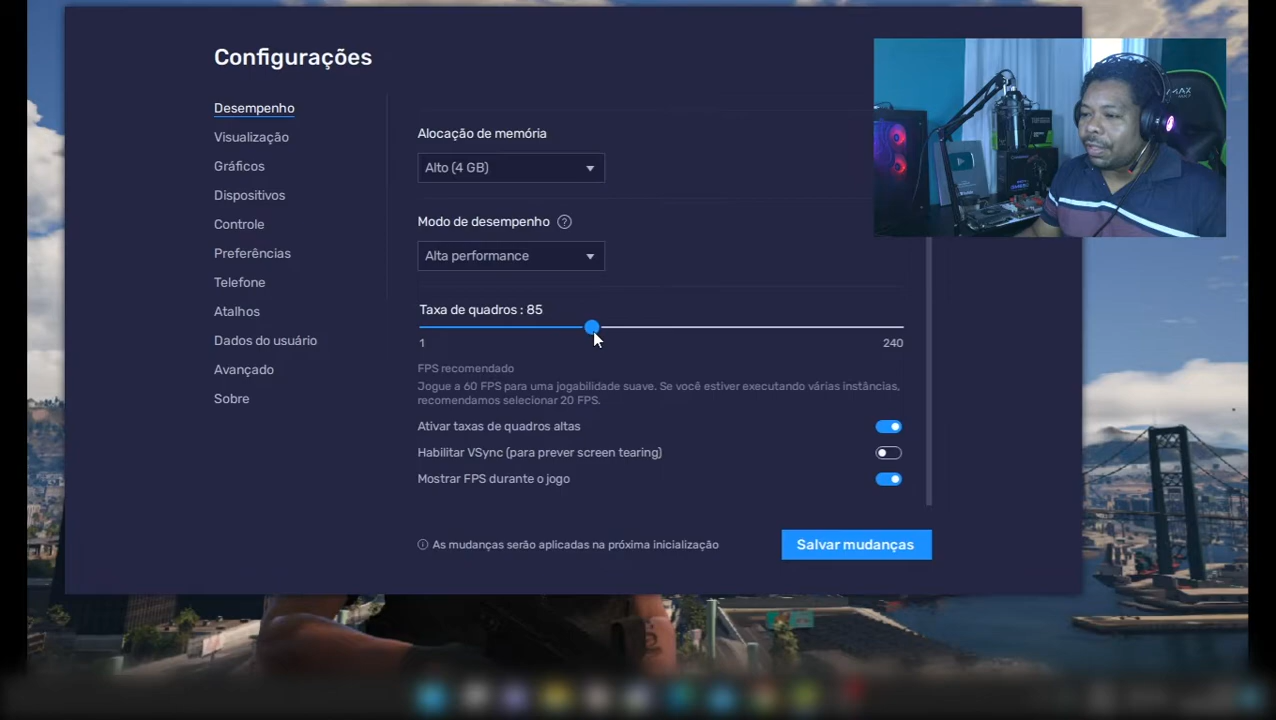 Configurações
Desempenho
Visualização
Gráficos
Dispositivos
Controle
Preferências
Telefone
Atalhos
Dados do usuário
Avançado
Sobre
Alocação de memória
Alto (4 GB)
Modo de desempenho ?
Alta performance
Taxa de quadros : 85
1 240
FPS recomendado
Jogue a 60 FPS para uma jogabilidade suave. Se você estiver executando várias instâncias,
recomendamos selecionar 20 FPS.
Ativar taxas de quadros altas
Habilitar VSync (para prever screen tearing)
Mostrar FPS durante o jogo
As mudanças serão aplicadas na próxima inicialização
Salvar mudanças